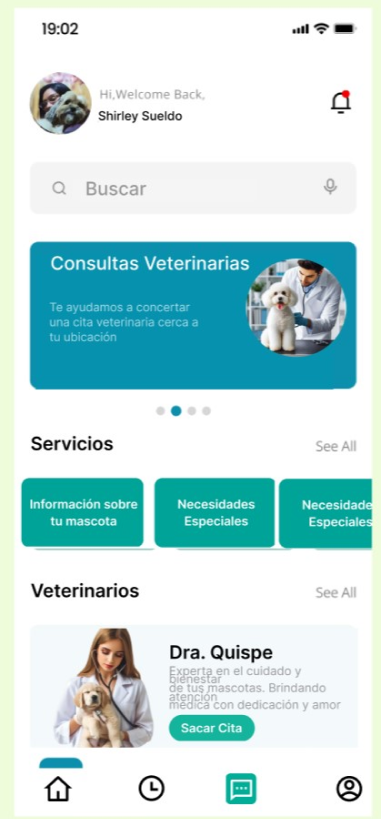 19:02
Hi,Welcome Back,
Shirley Sueldo
Buscar
Consultas Veterinarias
Te ayudamos a concertar
una cita veterinaria cerca a
tu ubicación
Servicios
See All
Información sobre
tu mascota
Necesidades
Especiales
Necesidade
Especiales
Veterinarios
See All
Dra. Quispe
Experta en el cuidado y
bienestar
de tus mascotas. Brindando
atención
médica con dedicación y amor
Sacar Cita